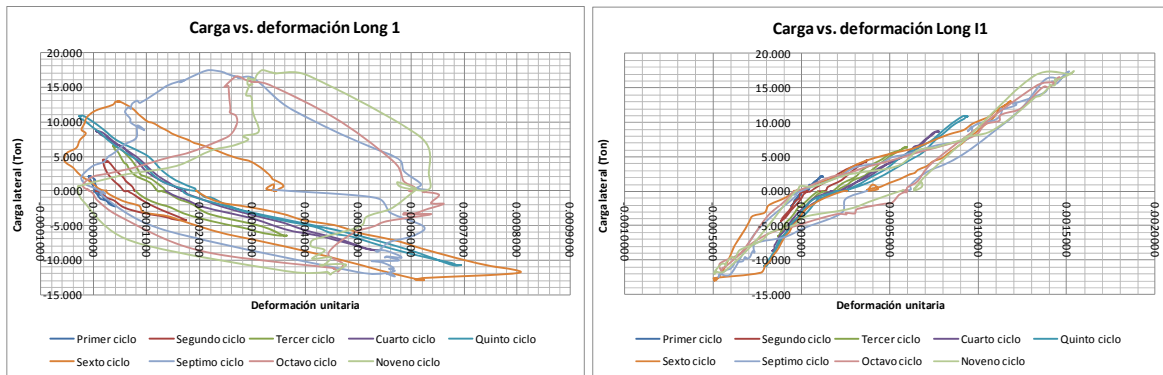 Carga vs. deformación Long 1
20.000
15.000
10.000
5.000
0.000
-5.000
-10.000
-15.000
Carga lateral (Ton)
Deformación unitaria
Primer ciclo Segundo ciclo Tercer ciclo Cuarto ciclo Quinto ciclo
Sexto ciclo Septimo ciclo Octavo ciclo Noveno ciclo
Carga vs. deformación Long I1
20.000
15.000
10.000
5.000
0.000
-5.000
-10.000
-15.000
Carga lateral (Ton)
Deformación unitaria
Primer ciclo Segundo ciclo Tercer ciclo Cuarto ciclo Quinto ciclo
Sexto ciclo Septimo ciclo Octavo ciclo Noveno ciclo